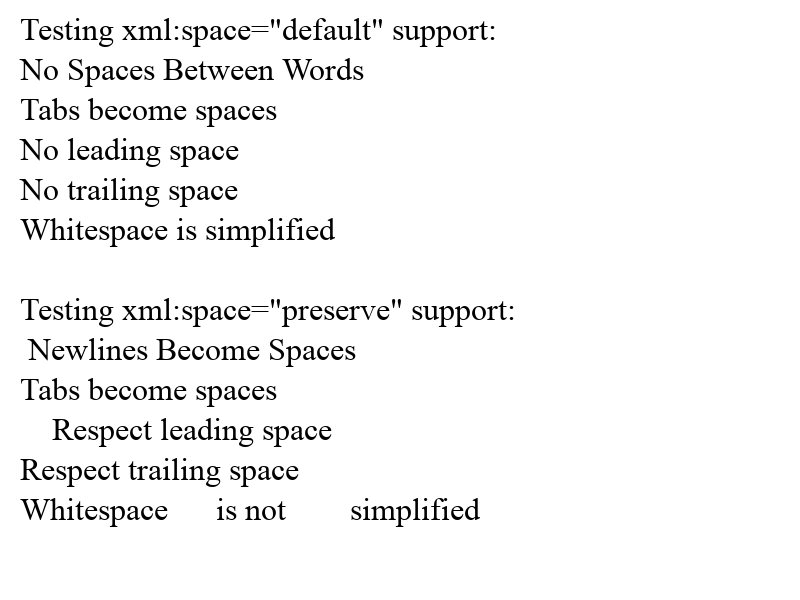 Testing xml:space="default" support:
No Spaces Between Words
Tabs become spaces
No leading space
No trailing space
Whitespace is simplified

Testing xml:space="preserve" support:
 Newlines Become Spaces
Tabs become spaces
    Respect leading space
Respect trailing space
Whitespace      is not        simplified